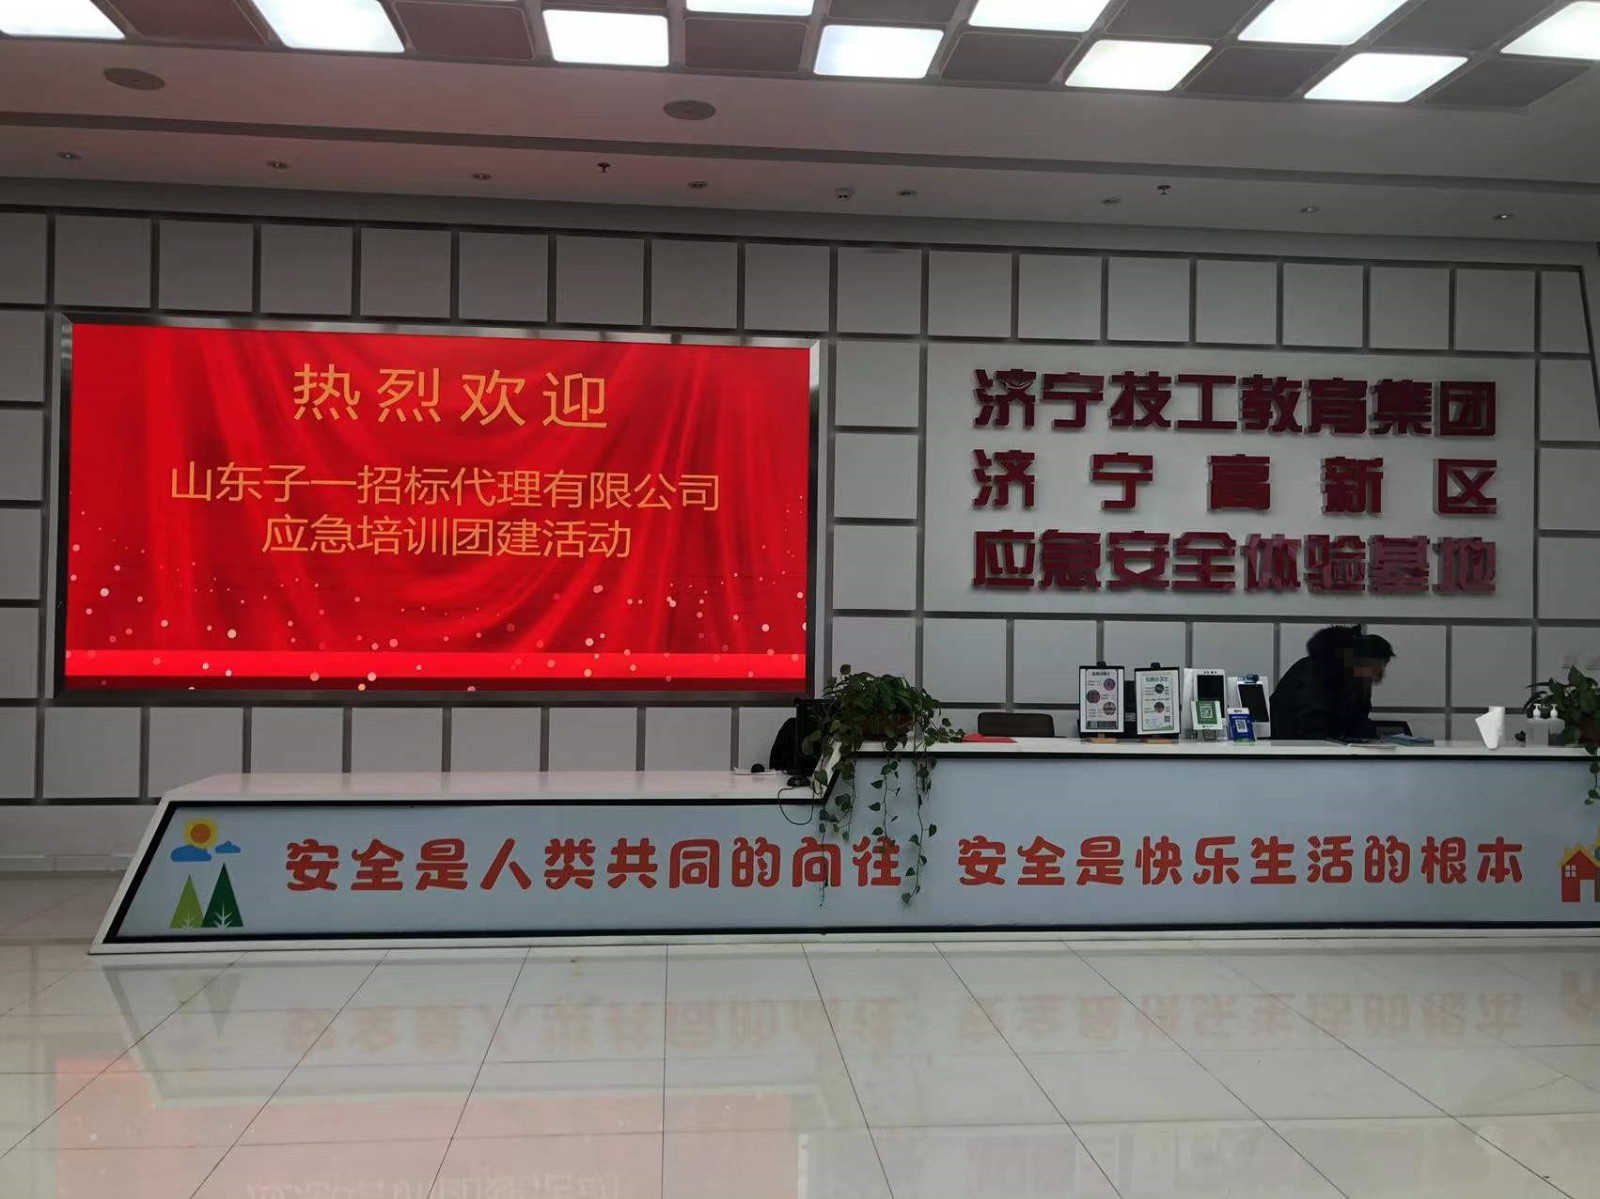 热烈欢迎
山东子一招标代理有限公司
应急培训团建活动
济宁技工教育集团
济宁高新区
应急安全体验基地
安全是人类共同的向往 安全是快乐生活的根本